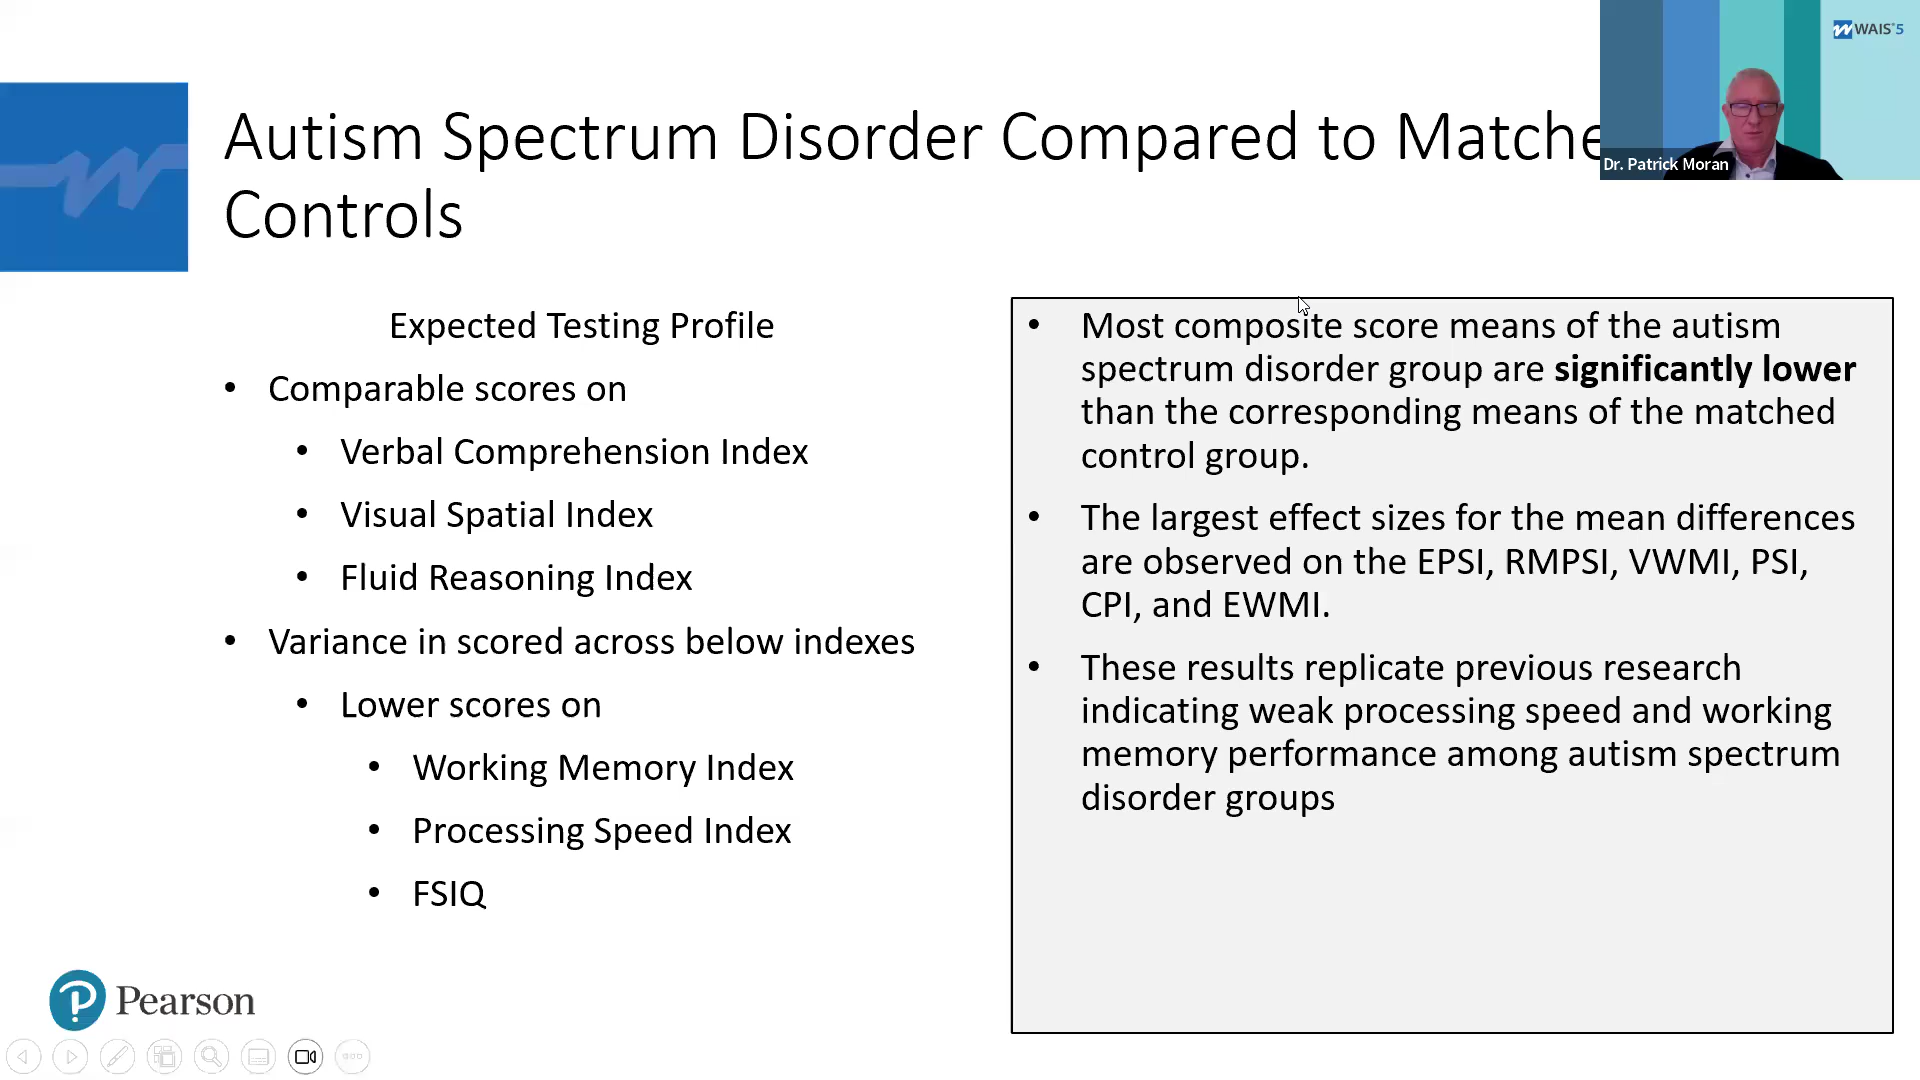 WAIS®5
Dr. Patrick Moran
Autism Spectrum Disorder Compared to Matche
Controls
Expected Testing Profile
• Comparable scores on
• Verbal Comprehension Index
• Visual Spatial Index
• Fluid Reasoning Index
• Variance in scored across below indexes
• Lower scores on
• Working Memory Index
• Processing Speed Index
• FSIQ
• Most composite score means of the autism
spectrum disorder group are significantly lower
than the corresponding means of the matched
control group.
• The largest effect sizes for the mean differences
are observed on the EPSI, RMPSI, VWMI, PSI,
CPI, and EWMI.
• These results replicate previous research
indicating weak processing speed and working
memory performance among autism spectrum
disorder groups
Pearson